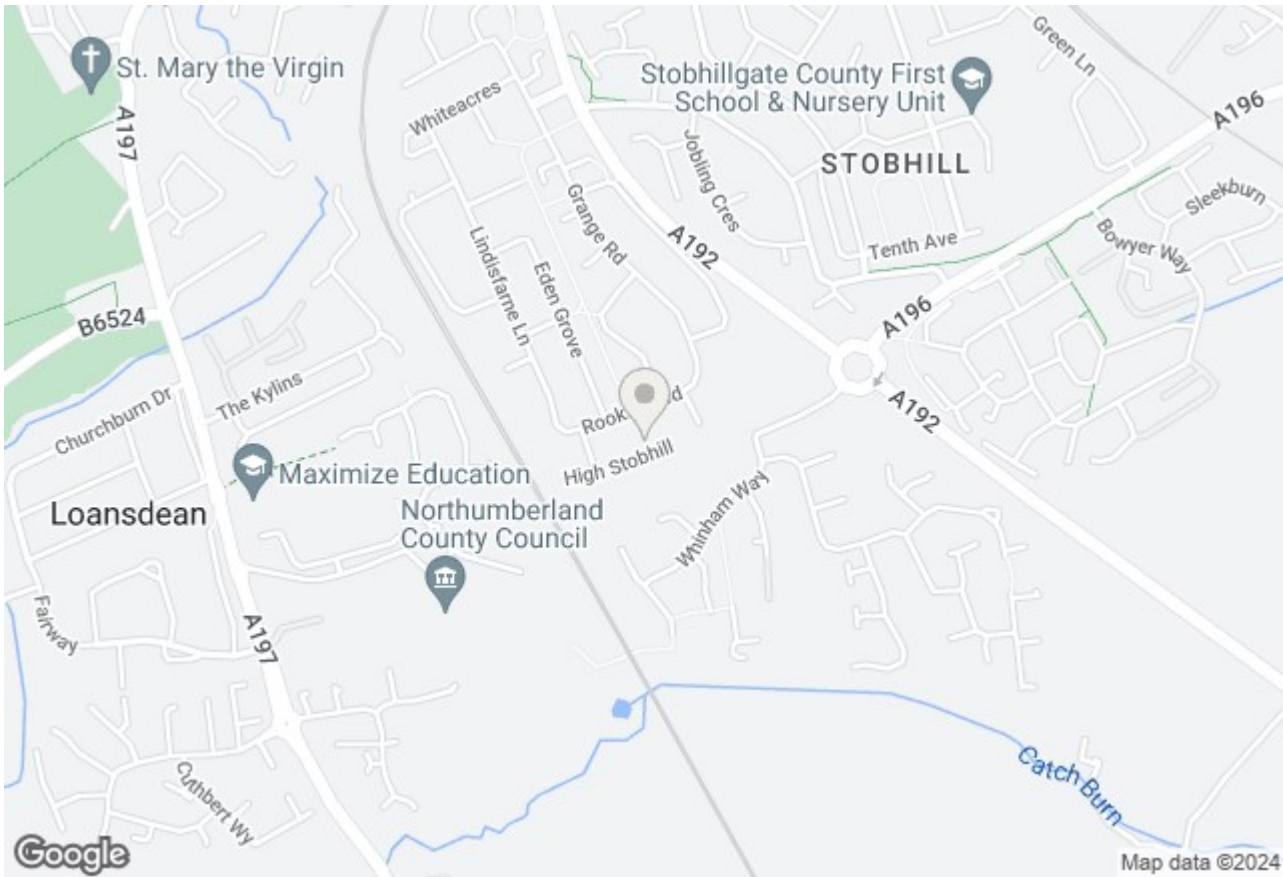 St. Mary the Virgin
A197
B6524
Whiteacres
Stobhillgate County First
School & Nursery Unit
Green Ln
A196
STOBHILL
Jobling Cres
Grange Rd
A192
Tenth Ave
Sleekburn
Bowyer Way
A196
Lindisfarne Ln
Eden Grove
A192
Churchburn Dr
The Kylins
High Stobhill
Maximize Education
Northumberland
County Council
Loansdean
Whinham Way
Fairway
A197
Cuthbert Wy
Catch Burn
Google
Map data ©2024